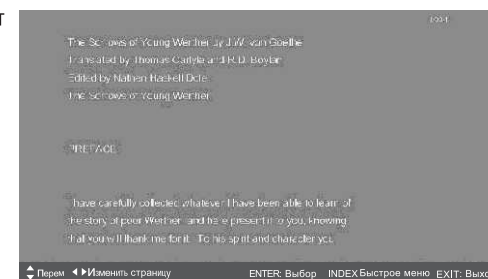 T
The Sorrows of Young Werther by J.W. von Goethe
Translated by Thomas Carlyle and R.D. Boylan
Edited by Nathen Haskell Dole
The Sorrows of Young Werther
PREFACE
I have carefully collected whatever I have been able to learn of
the story of poor Werther, and here present it to you, knowing
that you will thank me for it. To his spirit and character you
Перем Изменить страницу ENTER: Выбор INDEX Быстрое меню EXIT: Выхо